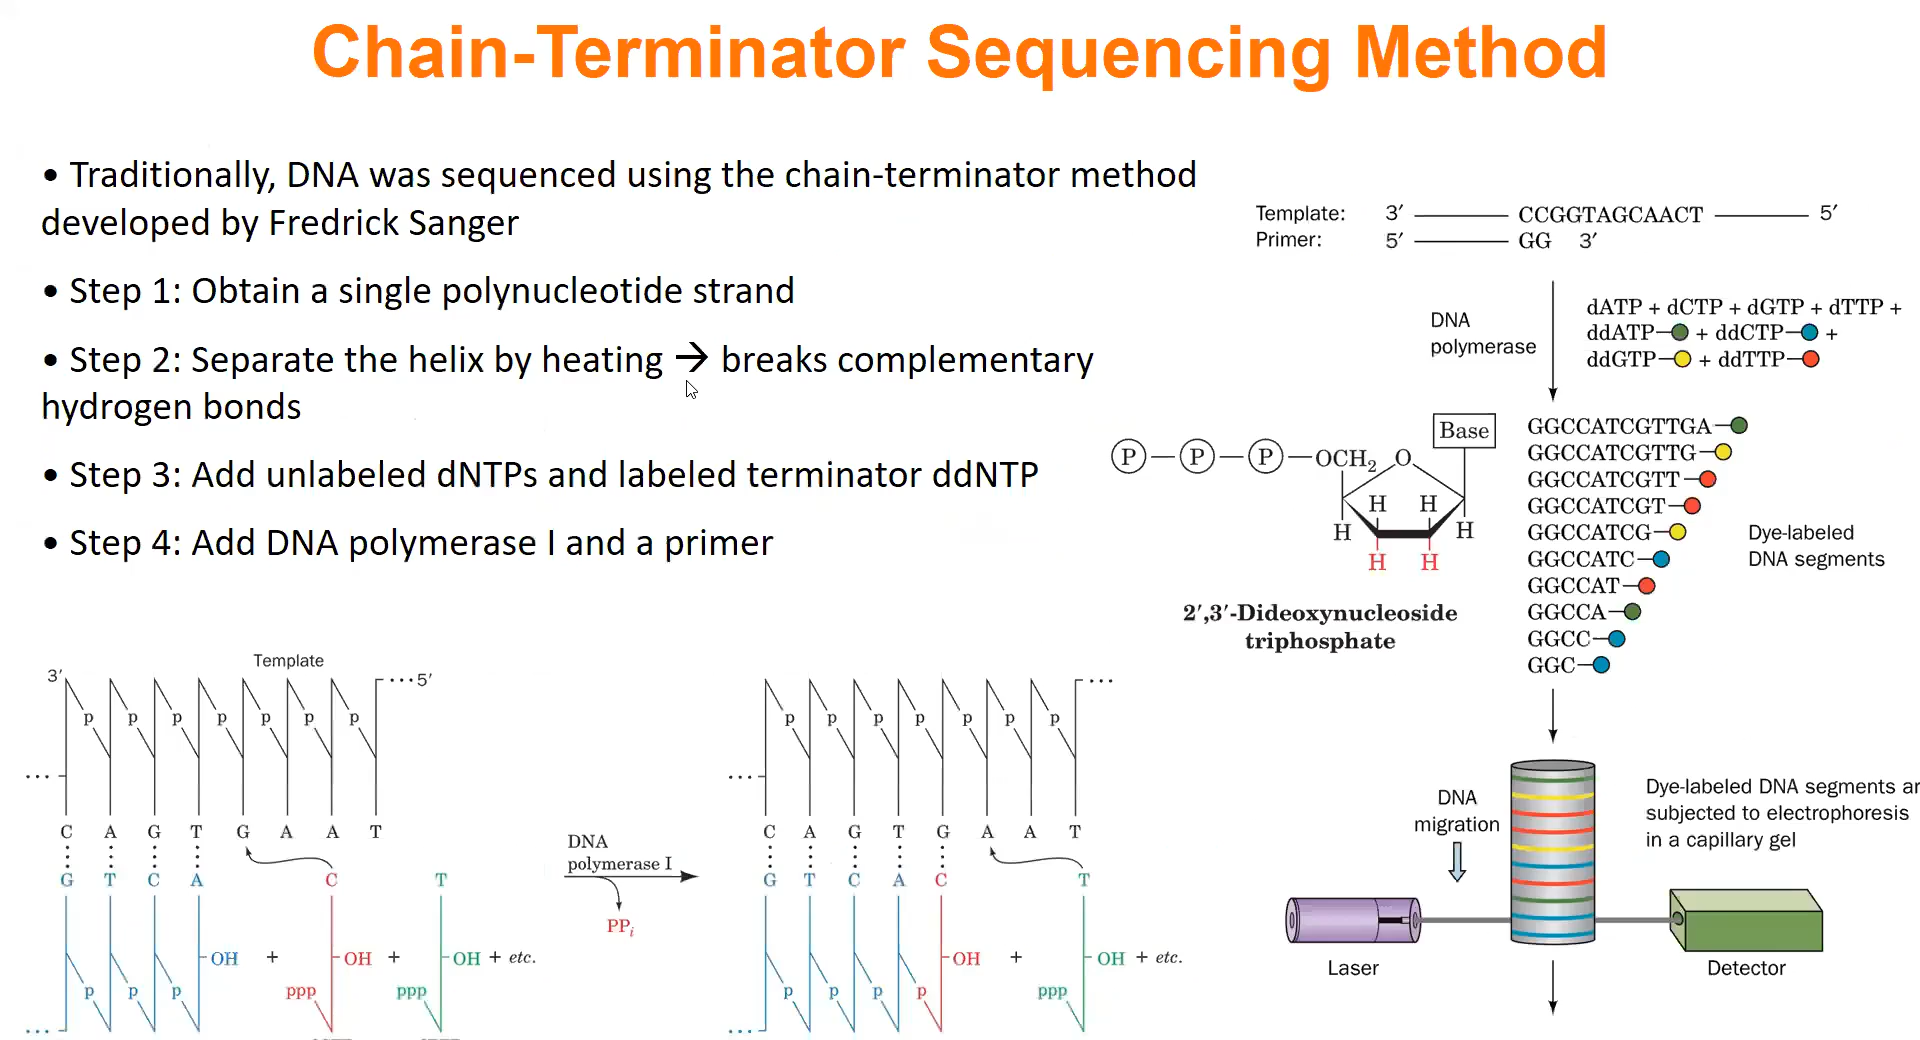 Chain-Terminator Sequencing Method
• Traditionally, DNA was sequenced using the chain-terminator method
developed by Fredrick Sanger
• Step 1: Obtain a single polynucleotide strand
• Step 2: Separate the helix by heating → breaks complementary
hydrogen bonds
• Step 3: Add unlabeled dNTPs and labeled terminator ddNTP
• Step 4: Add DNA polymerase I and a primer
Template: 3′ CCGGTAGCAACT 5′
Primer: 5′ GG 3′
DNA
polymerase
dATP + dCTP + dGTP + dTTP +
ddATP + ddCTP +
ddGTP + ddTTP
P P P OCH₂ O Base
H H
H H
H H
2′,3′-Dideoxynucleoside
triphosphate
GGCCATCGTTGA
GGCCATCGTTG
GGCCATCGTT
GGCCATCGT
GGCCATCG
GGCCATC
GGCCAT
GGCCA
GGCC
GGC
Dye-labeled
DNA segments
DNA
migration
Dye-labeled DNA segments ar
subjected to electrophoresis
in a capillary gel
Laser
Detector
Template
3′ ···5′
p p p p p p p
···
C A G T G A A T
G T C A C T
OH + OH + OH + etc.
p p p ppp ppp
···
DNA
polymerase I
PPi
···
p p p p p p p
···
C A G T G A A T
G T C A C T
OH + OH + etc.
p p p p ppp
···